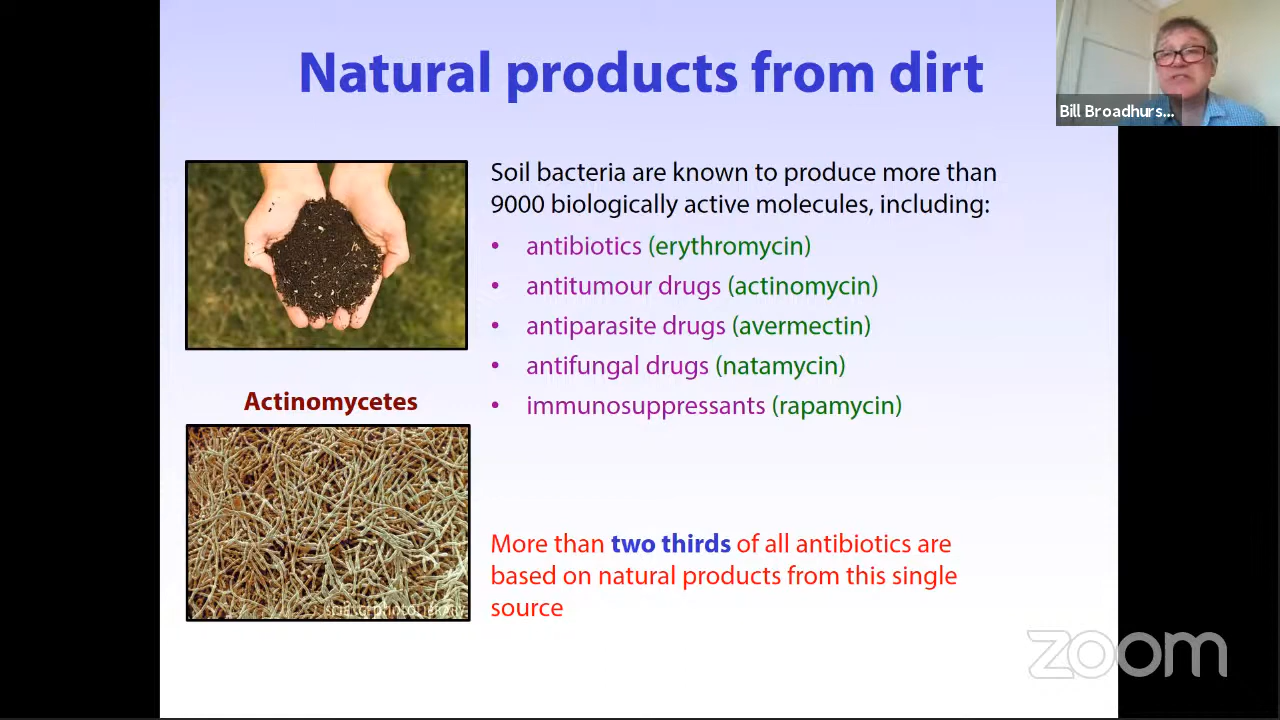 Natural products from dirt
Bill Broadhurs...
Soil bacteria are known to produce more than
9000 biologically active molecules, including:
• antibiotics (erythromycin)
• antitumour drugs (actinomycin)
• antiparasite drugs (avermectin)
• antifungal drugs (natamycin)
• immunosuppressants (rapamycin)
Actinomycetes
More than two thirds of all antibiotics are
based on natural products from this single
source
zoom